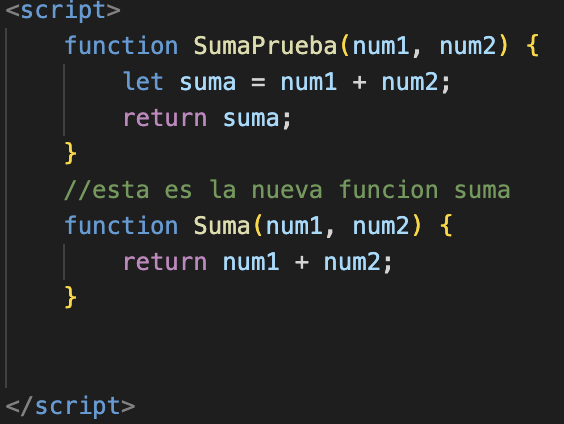 <script>
function SumaPrueba(num1, num2) {
let suma = num1 + num2;
return suma;
}
//esta es la nueva funcion suma
function Suma(num1, num2) {
return num1 + num2;
}
</script>